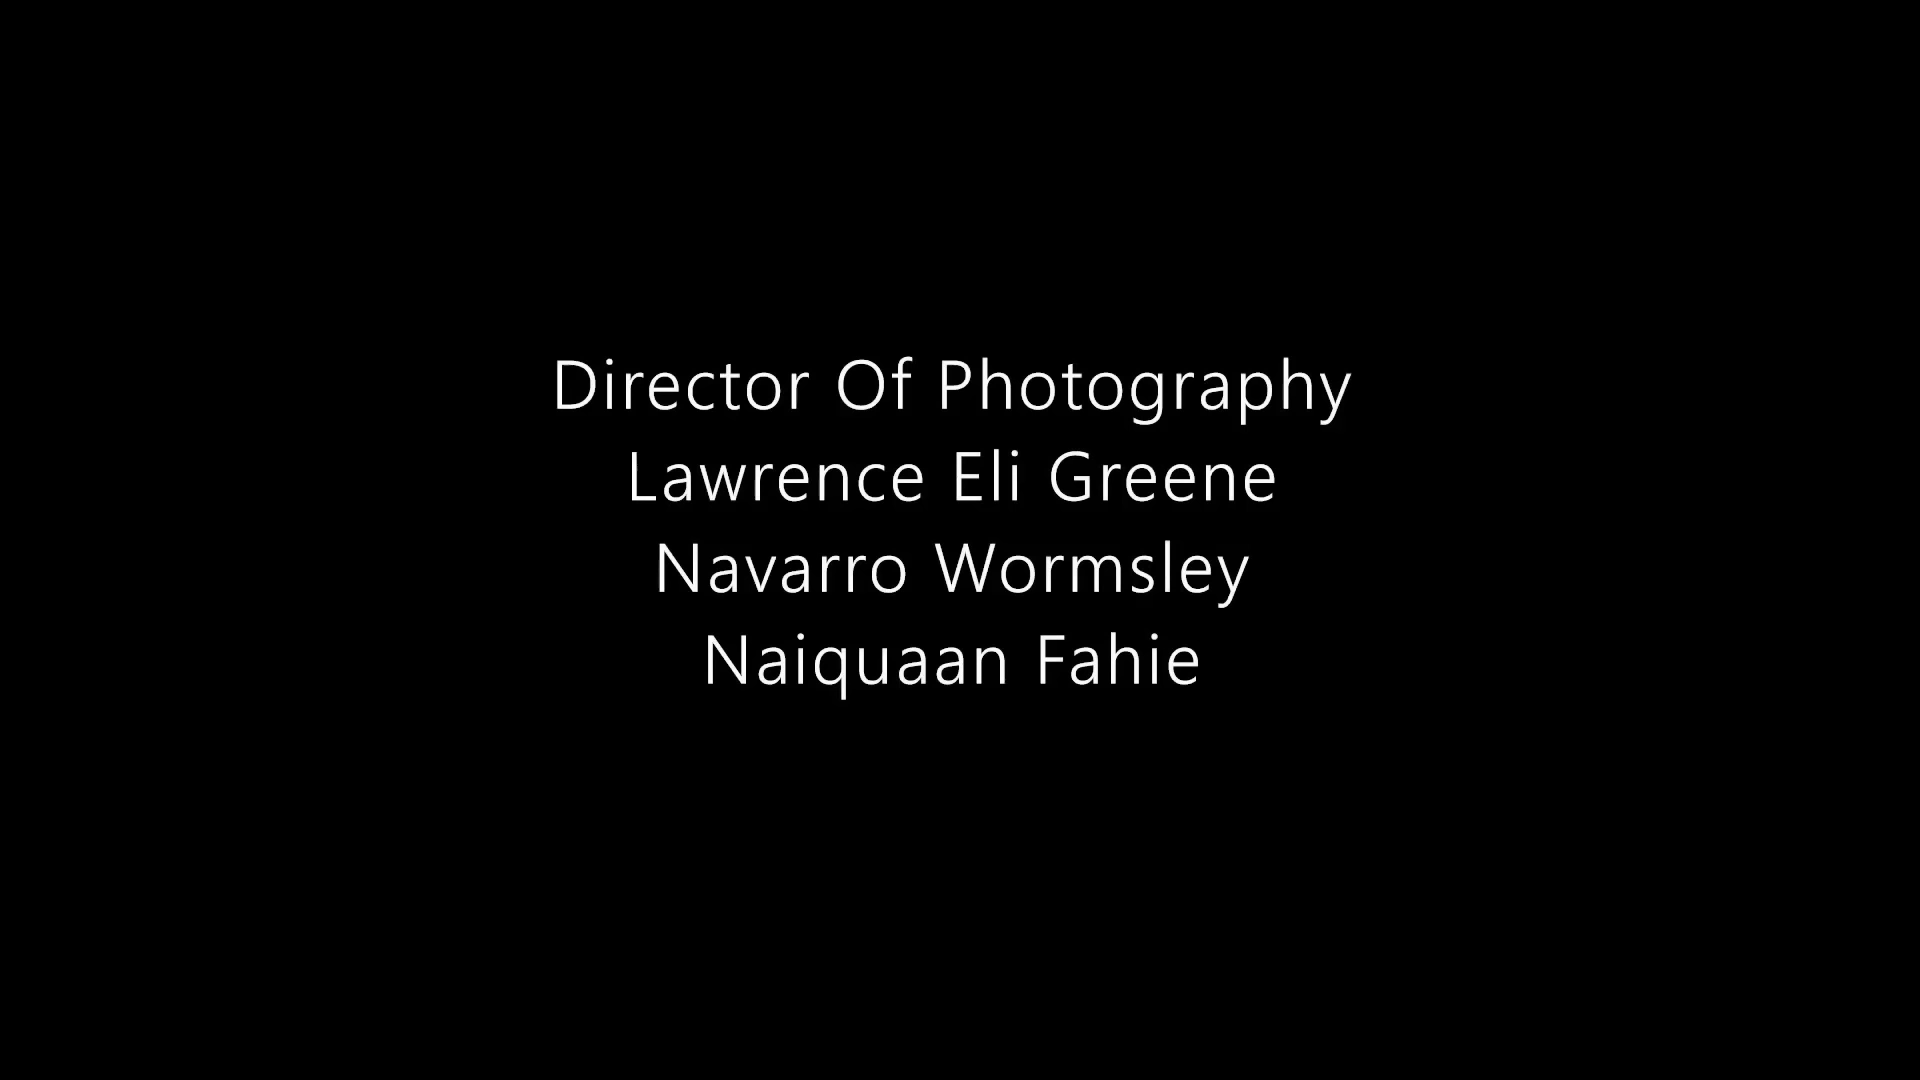 Director Of Photography
Lawrence Eli Greene
Navarro Wormsley
Naiquaan Fahie